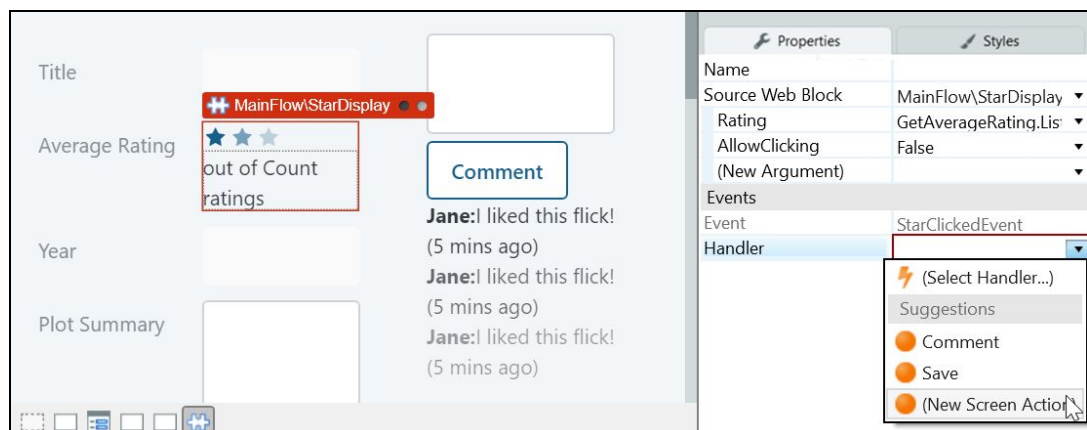 Title
MainFlow\StarDisplay
Average Rating
out of Count
ratings
Year
Plot Summary
Comment
Jane:I liked this flick!
(5 mins ago)
Jane:I liked this flick!
(5 mins ago)
Jane:I liked this flick!
(5 mins ago)
Properties
Styles
Name
Source Web Block MainFlow\StarDisplay
Rating GetAverageRating.Lis
AllowClicking False
(New Argument)
Events
Event StarClickedEvent
Handler
(Select Handler...)
Suggestions
Comment
Save
(New Screen Action)